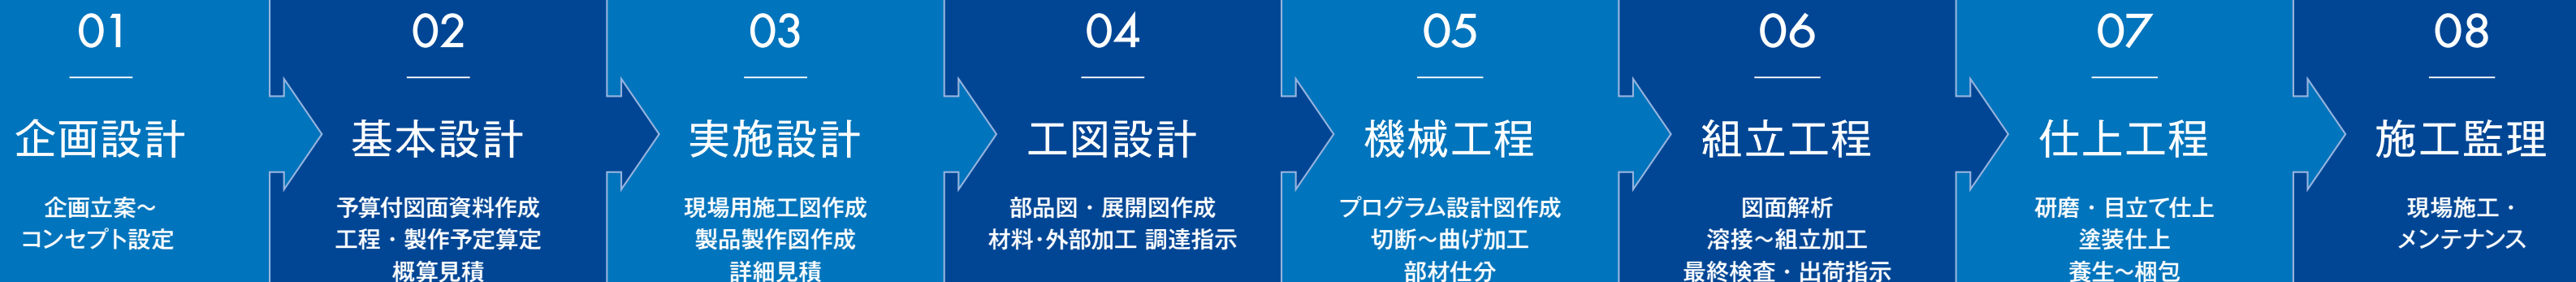 01
企画設計
企画立案～
コンセプト設定
02
基本設計
予算付図面資料作成
工程・製作予定算定
概算見積
03
実施設計
現場用施工図作成
製品製作図作成
詳細見積
04
工図設計
部品図・展開図作成
材料・外部加工 調達指示
05
機械工程
プログラム設計図作成
切断～曲げ加工
部材仕分
06
組立工程
図面解析
溶接～組立加工
最終検査・出荷指示
07
仕上工程
研磨・目立て仕上
塗装仕上
養生～梱包
08
施工監理
現場施工・
メンテナンス